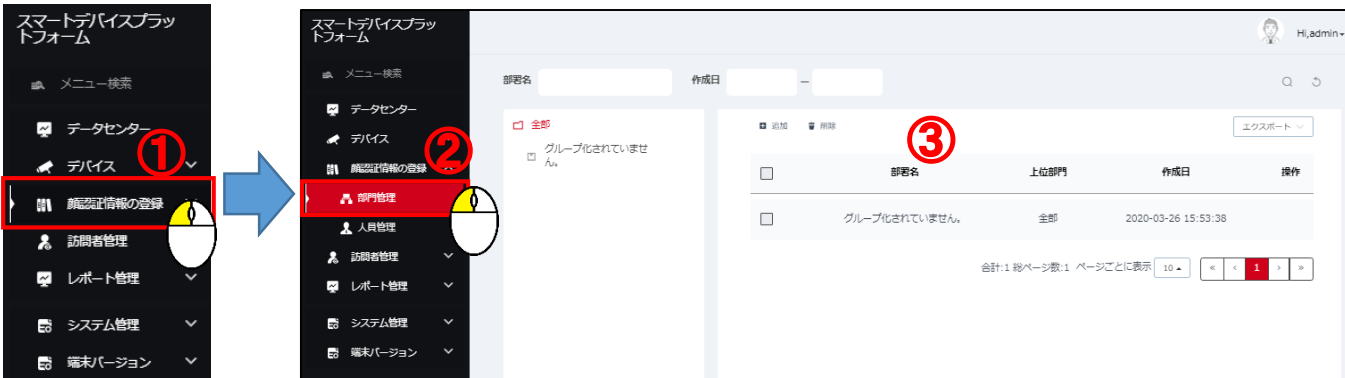 スマートデバイスプラッ
トフォーム
メニュー検索
データセンター
デバイス
①
顔認証情報の登録
訪問者管理
レポート管理
システム管理
端末バージョン
スマートデバイスプラッ
トフォーム
メニュー検索
データセンター
デバイス
②
顔認証情報の登録
部門管理
人員管理
訪問者管理
レポート管理
システム管理
端末バージョン
Hi,admin
部署名 作成日 —
全部
グループ化されていませ
ん。
追加 削除 エクスポート
③
部署名 上位部門 作成日 操作
グループ化されていません。 全部 2020-03-26 15:53:38
合計:1 総ページ数:1 ページごとに表示 10 « ‹ 1 › »